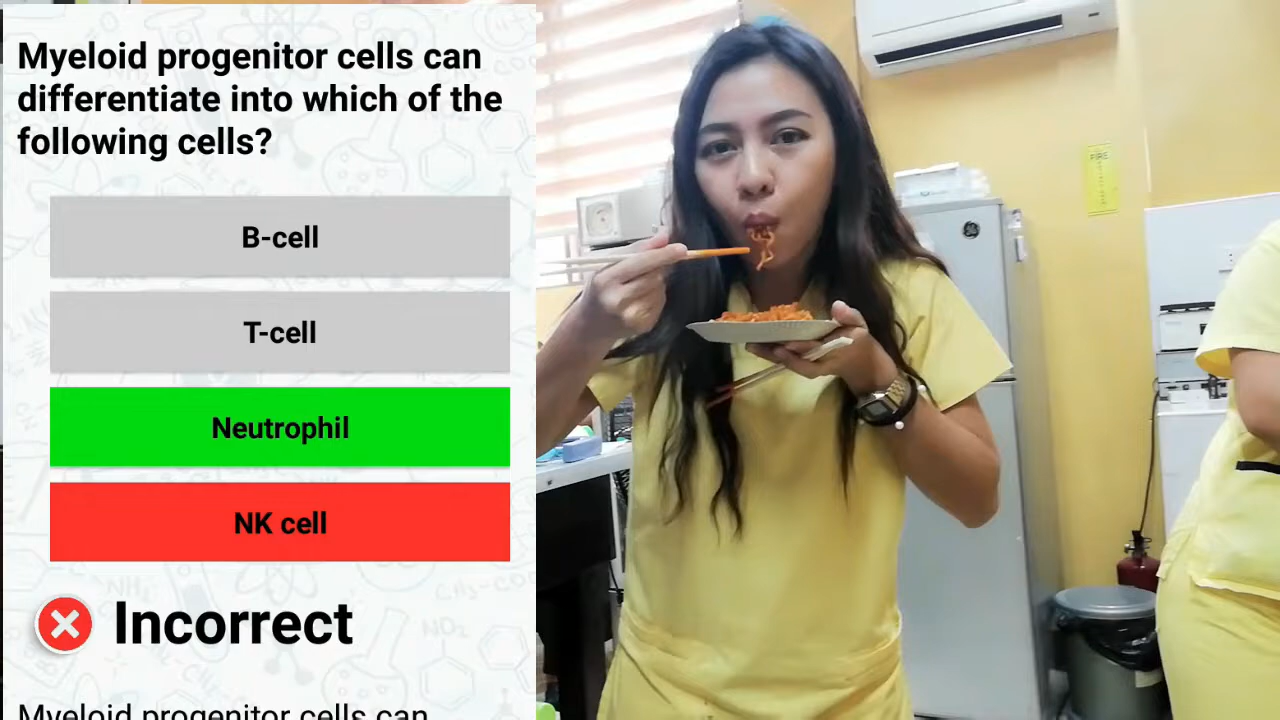 Myeloid progenitor cells can
differentiate into which of the
following cells?
B-cell
T-cell
Neutrophil
NK cell
Incorrect
Myeloid progenitor cells can
FIRE